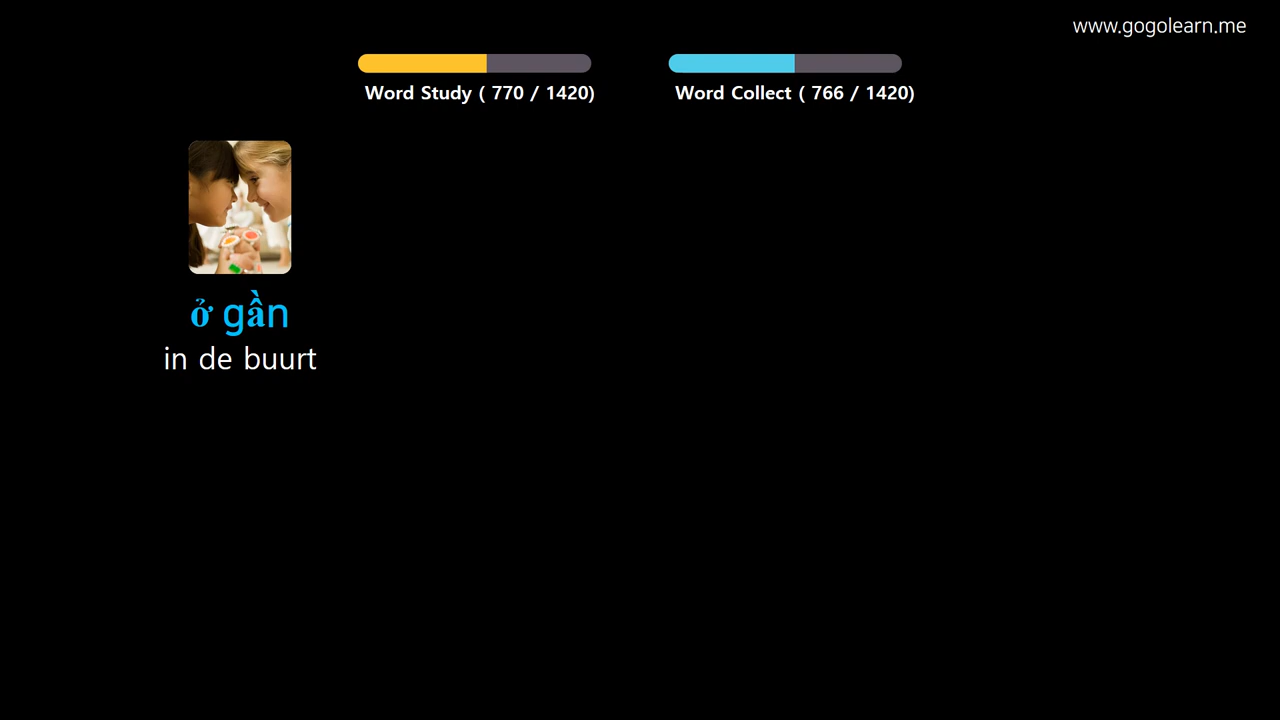 www.gogolearn.me
Word Study ( 770 / 1420)
Word Collect ( 766 / 1420)
ở gần
in de buurt